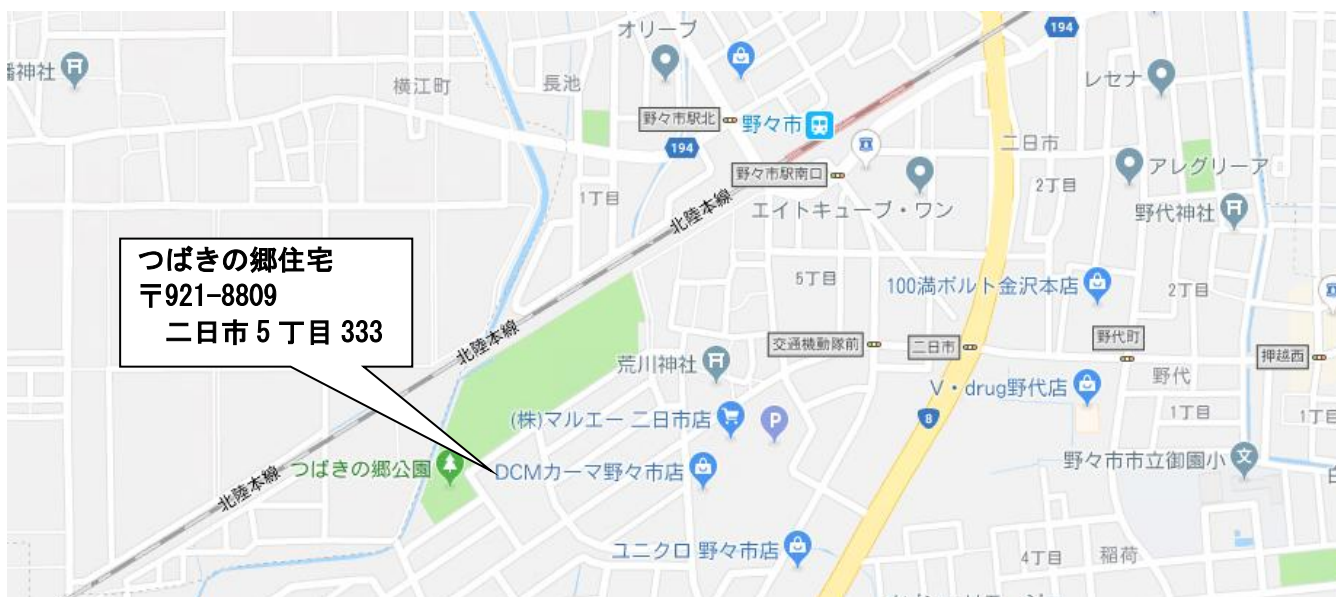 オリーブ
194
横江町
長池
レセナ
幡神社
野々市駅北
野々市
194
二日市
アレグリーア
野々市駅南口
2丁目
1丁目
エイトキューブ・ワン
野代神社
北陸本線
つばきの郷住宅
〒921-8809
二日市 5 丁目 333
5丁目
100満ボルト金沢本店
2丁目
北陸本線
交通機動隊前
二日市
野代町
押越西
荒川神社
野代
V・drug野代店
(株)マルエー 二日市店
P
8
1丁目
1丁目
つばきの郷公園
DCMカーマ野々市店
野々市市立御園小
文
北陸本線
ユニクロ 野々市店
4丁目
稲荷